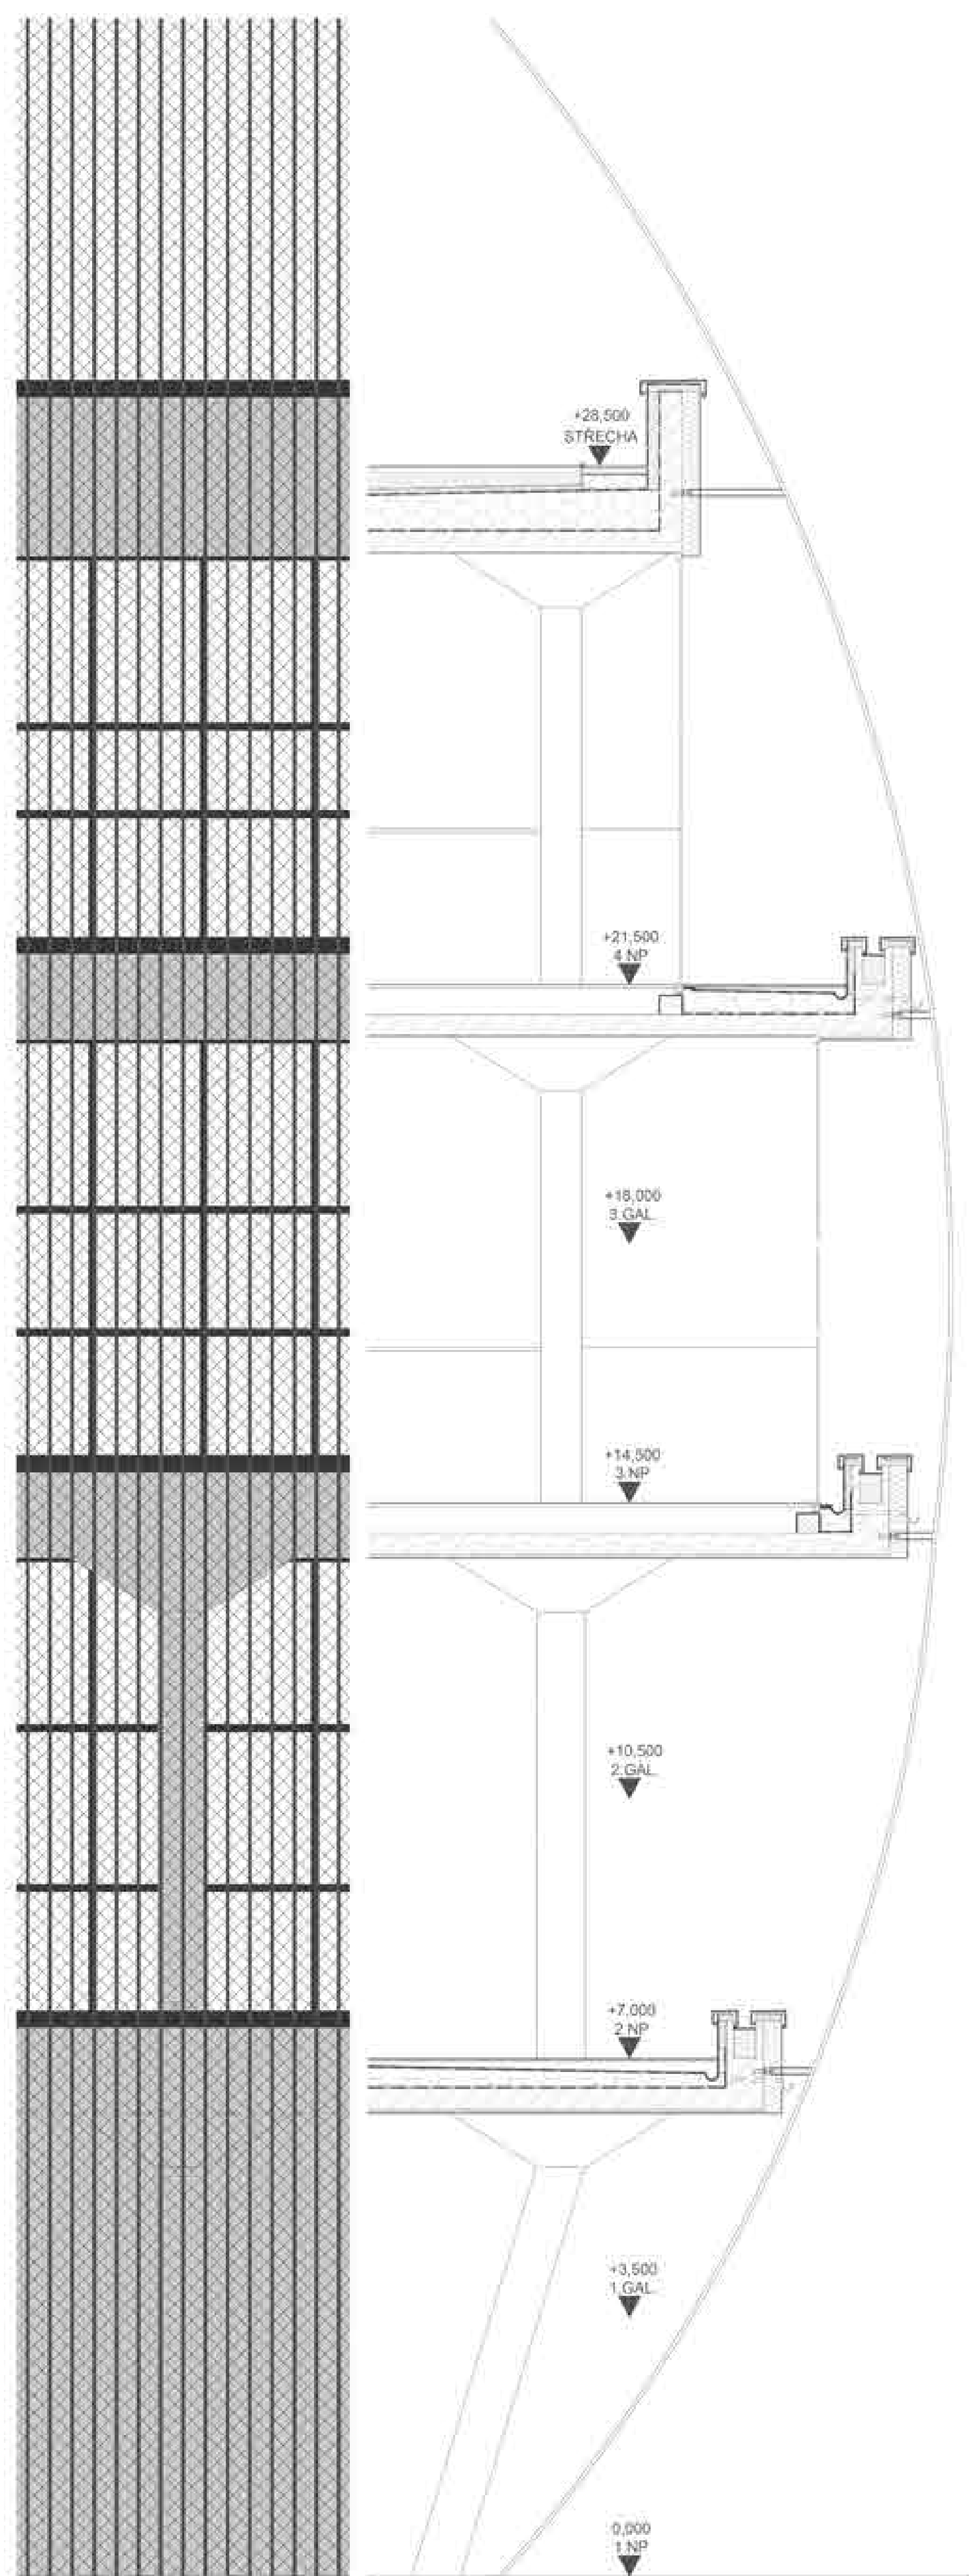 +28,500
STŘECHA
+21,500
4.NP
+18,000
3.GAL.
+14,500
3.NP
+10,500
2.GAL.
+7,000
2.NP
+3,500
1.GAL.
0,000
1.NP